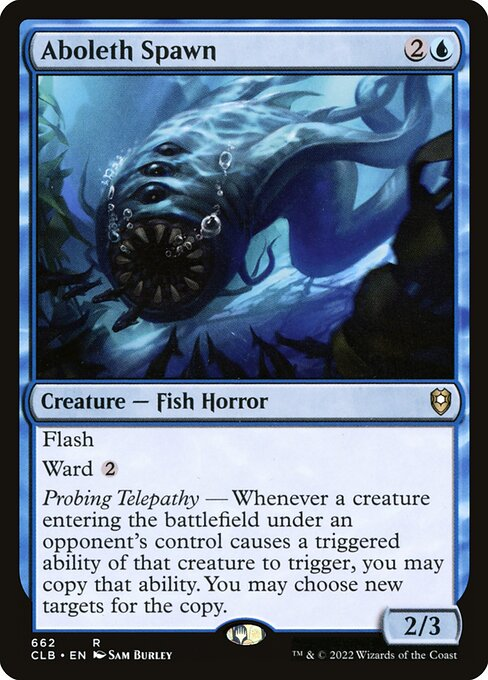 Aboleth Spawn 2
Creature — Fish Horror
Flash
Ward 2
Probing Telepathy — Whenever a creature
entering the battlefield under an
opponent's control causes a triggered
ability of that creature to trigger, you may
copy that ability. You may choose new
targets for the copy.
2/3
662 R
CLB • EN SAM BURLEY
™ & © 2022 Wizards of the Coast